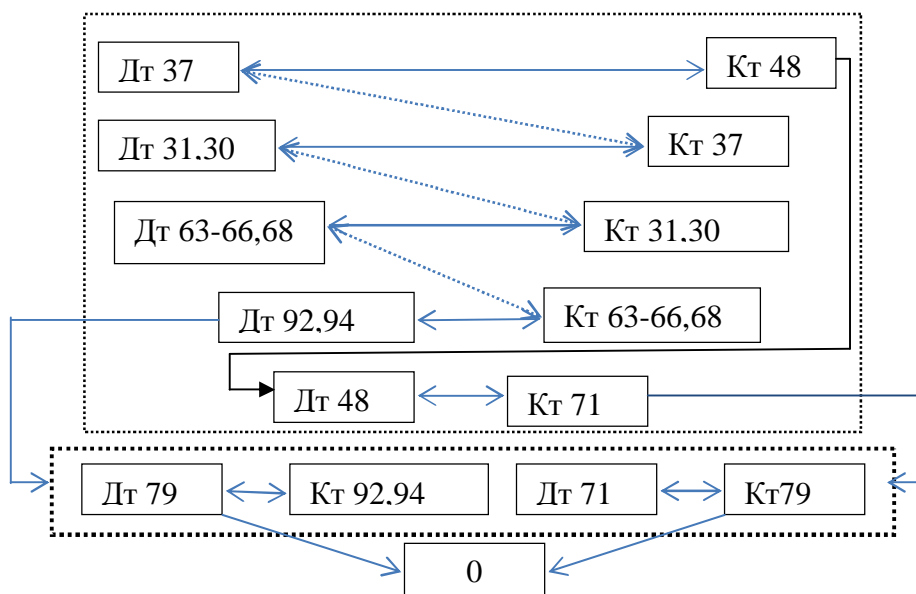 Дт 37 Кт 48
Дт 31,30 Кт 37
Дт 63-66,68 Кт 31,30
Дт 92,94 Кт 63-66,68
Дт 48 Кт 71
Дт 79 Кт 92,94 Дт 71 Кт79
0